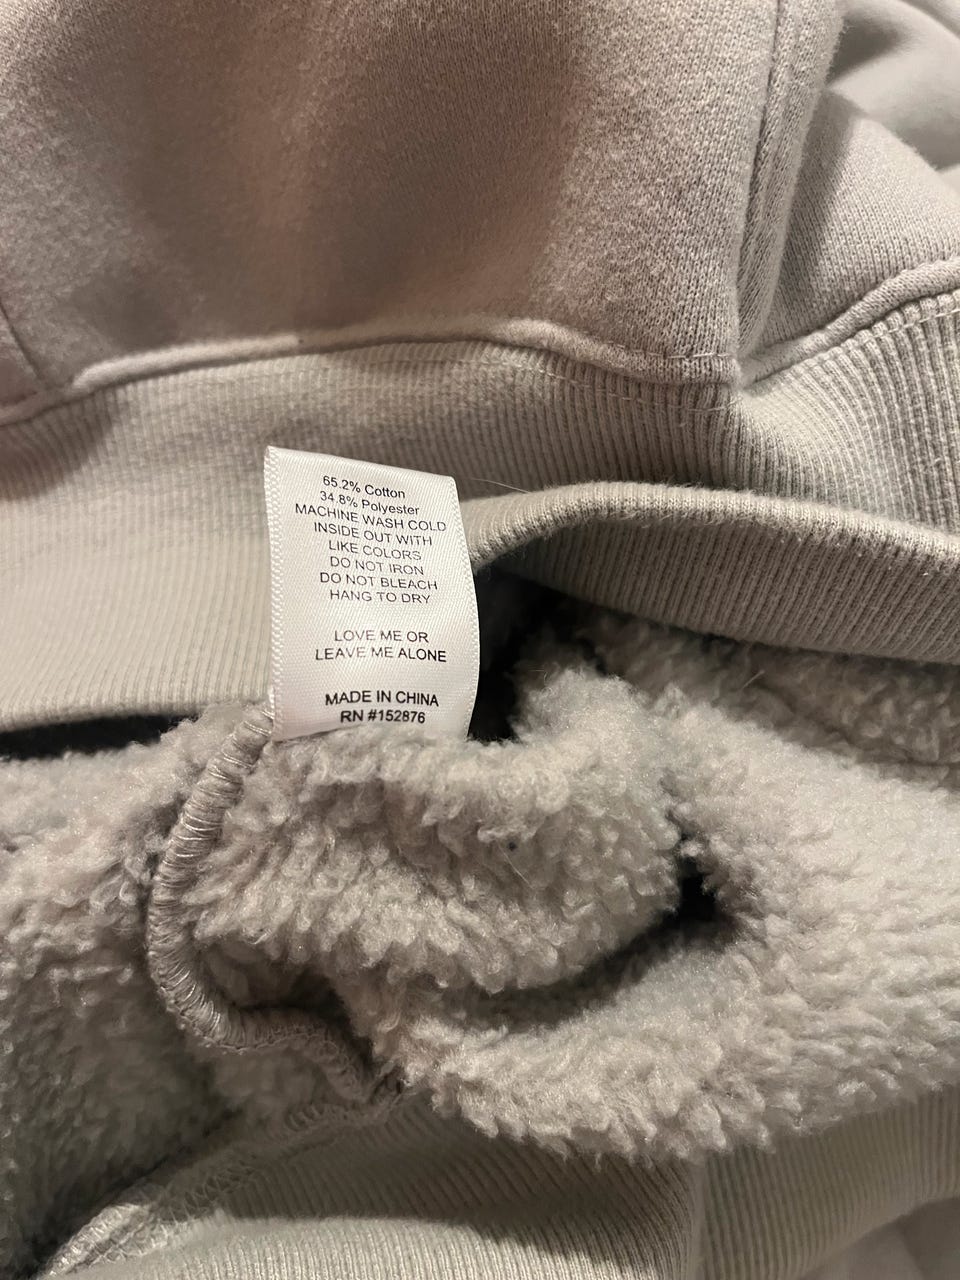 65.2% Cotton
34.8% Polyester
MACHINE WASH COLD
INSIDE OUT WITH
LIKE COLORS
DO NOT IRON
DO NOT BLEACH
HANG TO DRY
LOVE ME OR
LEAVE ME ALONE
MADE IN CHINA
RN #152876